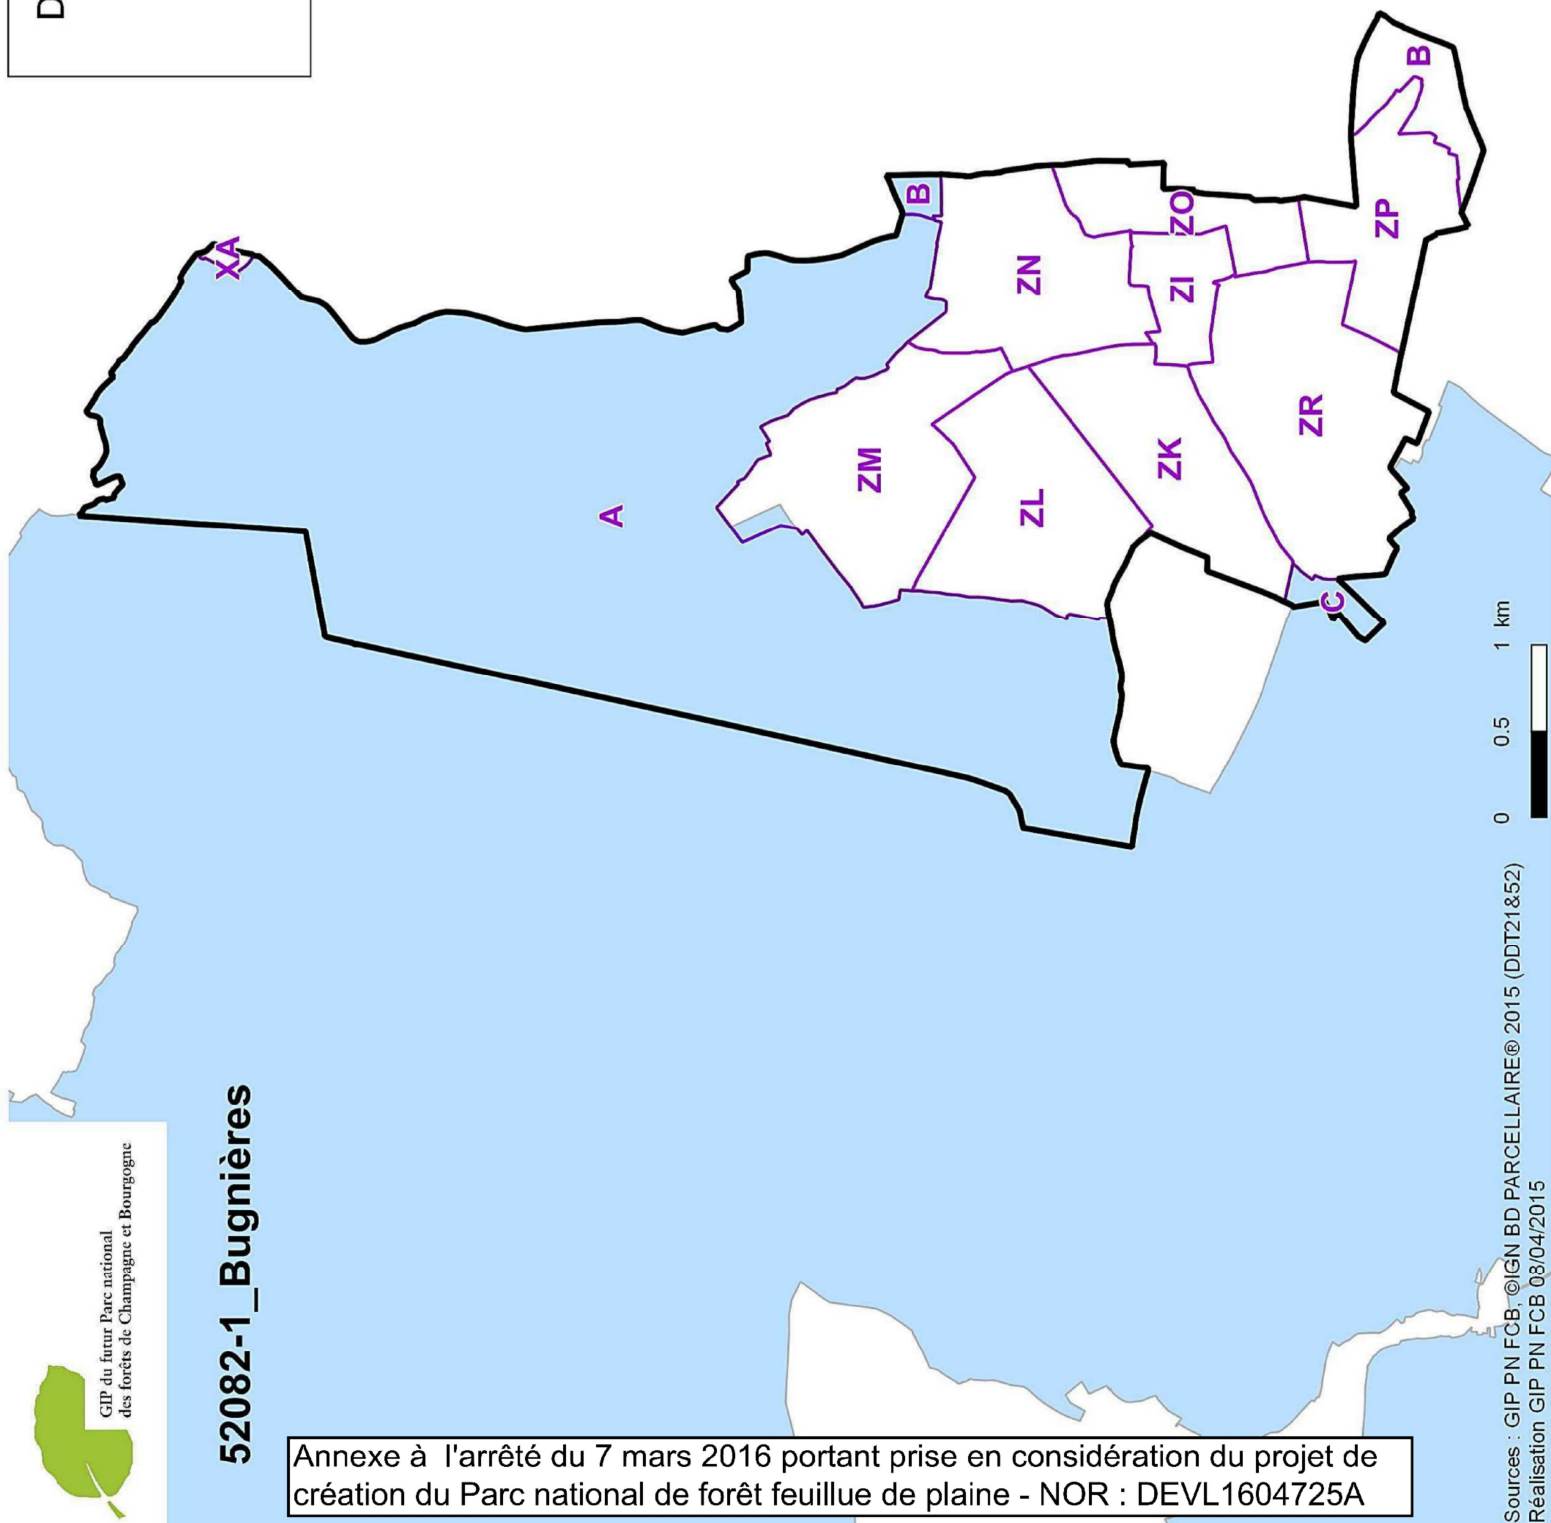 GIP du futur Parc national
des forêts de Champagne et Bourgogne
52082-1_Bugnières
D
XA
A
B
ZM
ZN
ZO
ZI
ZL
ZK
ZR
ZP
B
C
0 0.5 1 km
Sources : GIP PN FCB, ©IGN BD PARCELLAIRE® 2015 (DDT21&52)
Réalisation GIP PN FCB 08/04/2015
Annexe à l'arrêté du 7 mars 2016 portant prise en considération du projet de
création du Parc national de forêt feuillue de plaine - NOR : DEVL1604725A